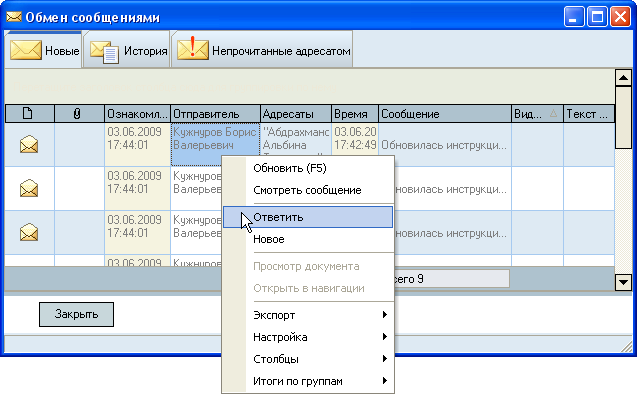 Обмен сообщениями
Новые История Непрочитанные адресатом
Ознакомл... Отправитель Адресаты Время Сообщение Вид... Текст ...
03.06.2009 Кужнуров Борис "Абдрахмано 03.06.20
17:44:01 Валерьевич Альбина 17:42:49 Обновилась инструкци...
03.06.2009 Кужнуров
17:44:01 Валерьев Обновилась инструкци...
03.06.2009 Кужнуров
17:44:01 Валерьев Обновилась инструкци...
03.06.2009 Кужнуров
сего 9
Закрыть
Обновить (F5)
Смотреть сообщение
Ответить
Новое
Просмотр документа
Открыть в навигации
Экспорт
Настройка
Столбцы
Итоги по группам